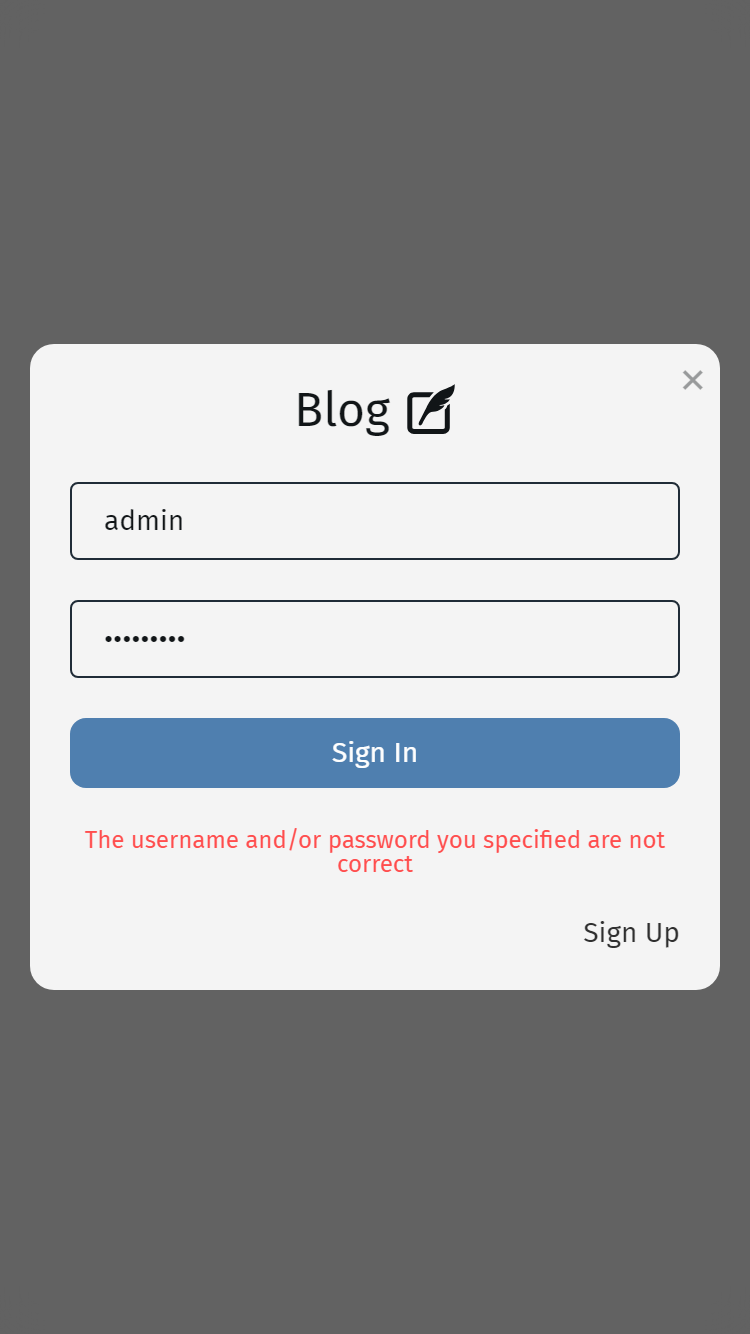 Blog
admin
•••••••••
Sign In
The username and/or password you specified are not
correct
Sign Up